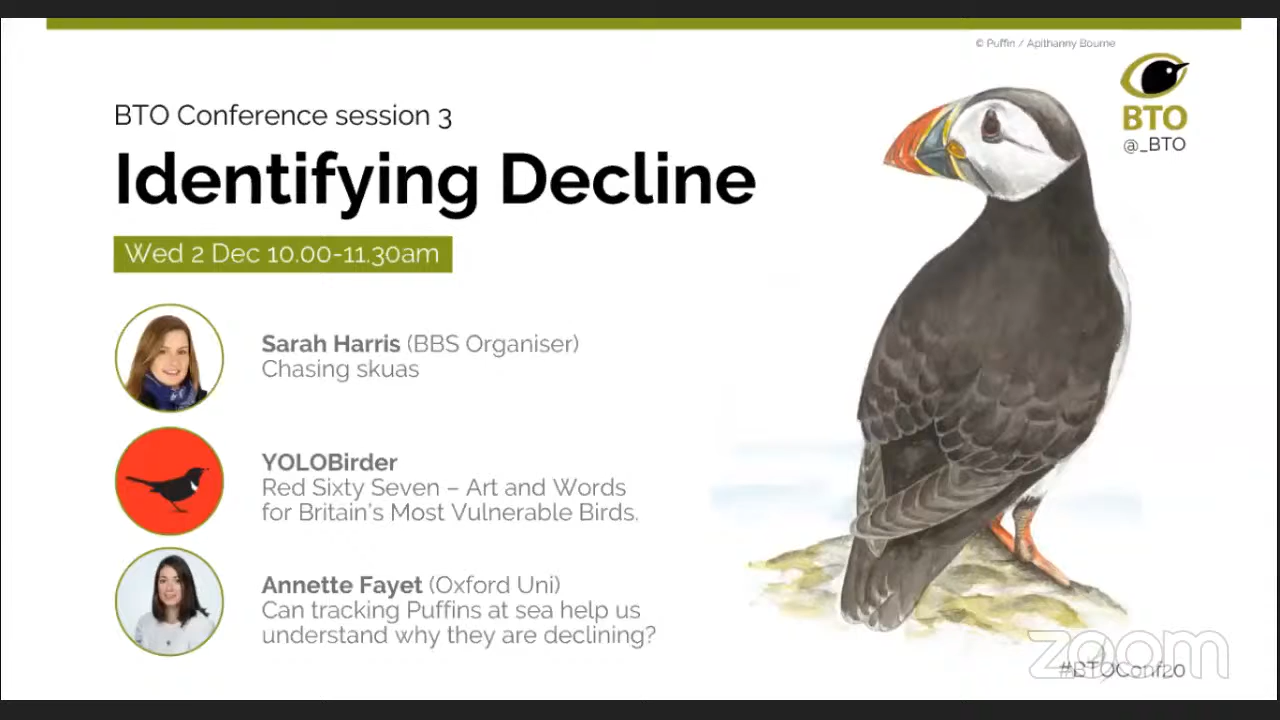 © Puffin / Apithanny Bourne
BTO
@_BTO
BTO Conference session 3
Identifying Decline
Wed 2 Dec 10.00-11.30am
Sarah Harris (BBS Organiser)
Chasing skuas
YOLOBirder
Red Sixty Seven – Art and Words
for Britain's Most Vulnerable Birds.
Annette Fayet (Oxford Uni)
Can tracking Puffins at sea help us
understand why they are declining?
zoom
#BTOConf20